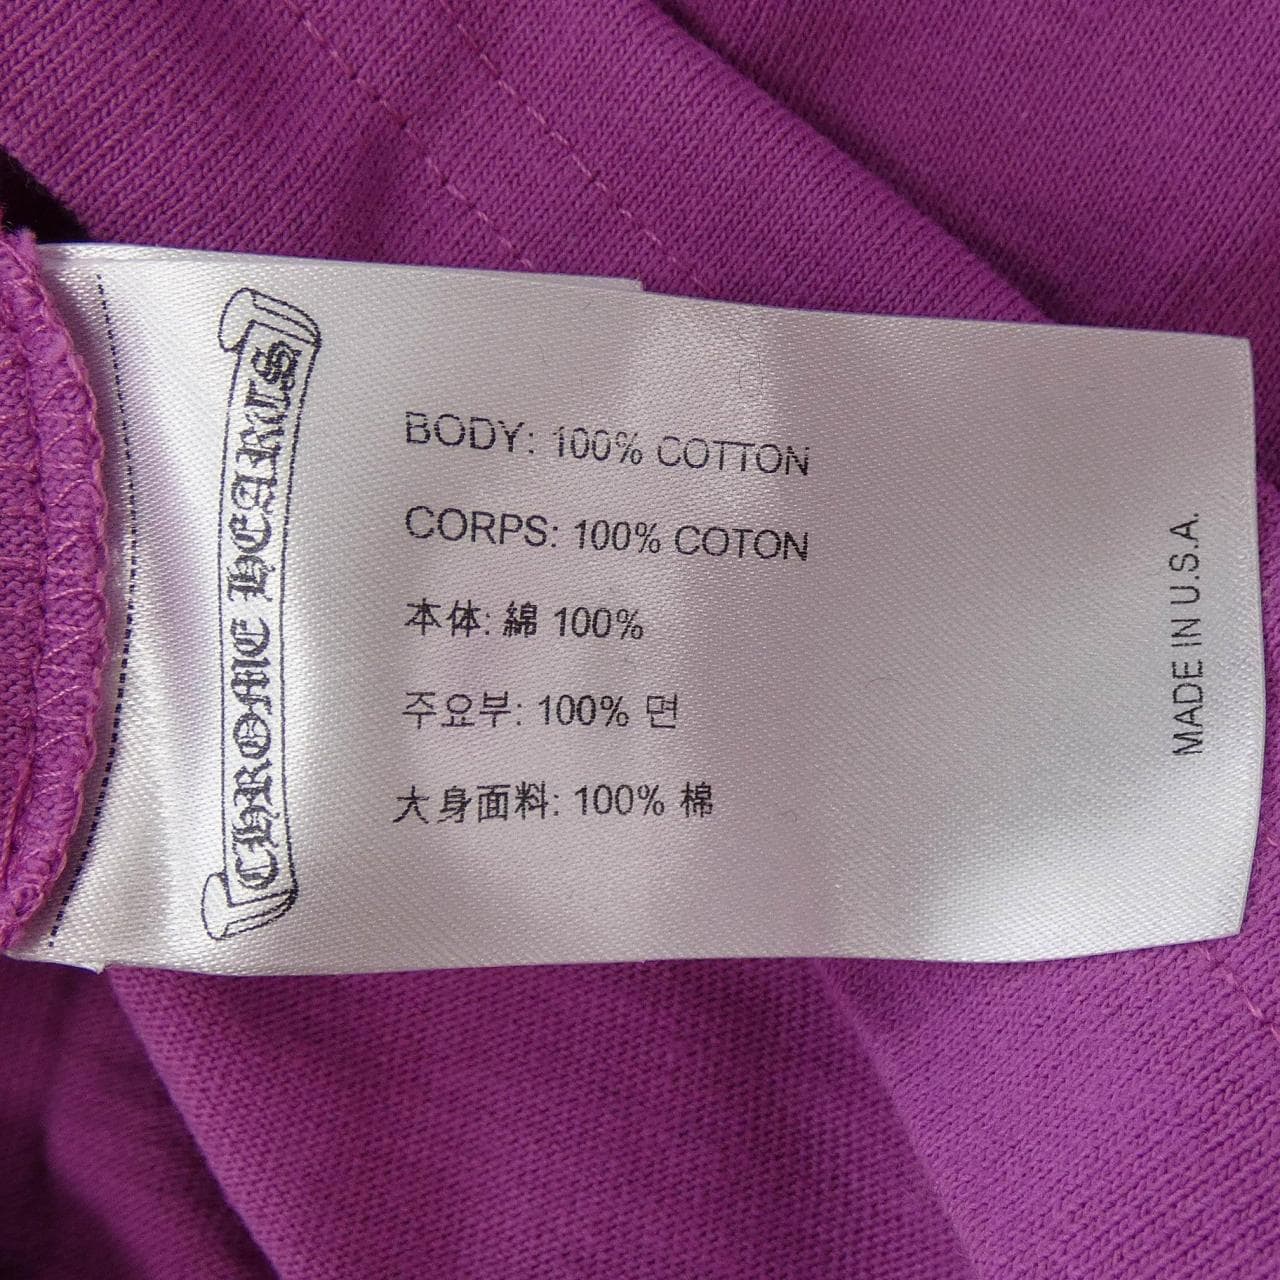 CHROME HEARTS
BODY: 100% COTTON
CORPS: 100% COTON
本体: 綿 100%
주요부: 100% 면
大身面料: 100% 棉
MADE IN U.S.A.